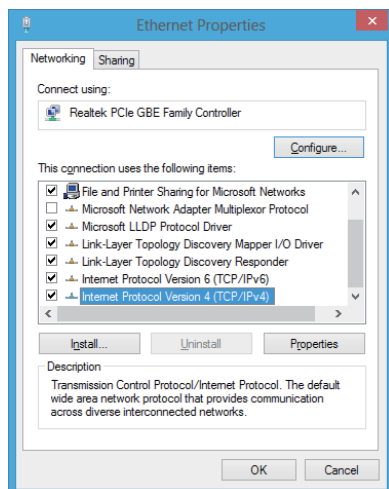 Ethernet Properties
Networking
Sharing
Connect using:
Realtek PCIe GBE Family Controller
Configure...
This connection uses the following items:
File and Printer Sharing for Microsoft Networks
Microsoft Network Adapter Multiplexor Protocol
Microsoft LLDP Protocol Driver
Link-Layer Topology Discovery Mapper I/O Driver
Link-Layer Topology Discovery Responder
Internet Protocol Version 6 (TCP/IPv6)
Internet Protocol Version 4 (TCP/IPv4)
Install...
Uninstall
Properties
Description
Transmission Control Protocol/Internet Protocol. The default
wide area network protocol that provides communication
across diverse interconnected networks.
OK
Cancel